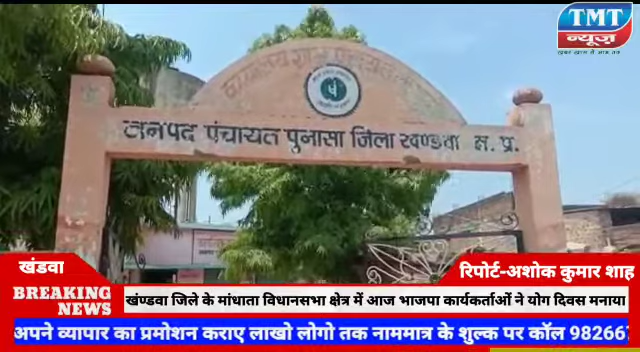 TMT
न्यूज़
जनपद पंचायत पुनासा जिला खण्डवा म.प्र.
खंडवा
रिपोर्ट-अशोक कुमार शाह
BREAKING
NEWS
खंण्डवा जिले के मांधाता विधानसभा क्षेत्र में आज भाजपा कार्यकर्ताओं ने योग दिवस मनाया
अपने व्यापार का प्रमोशन कराए लाखो लोगो तक नाममात्र के शुल्क पर कॉल 98266